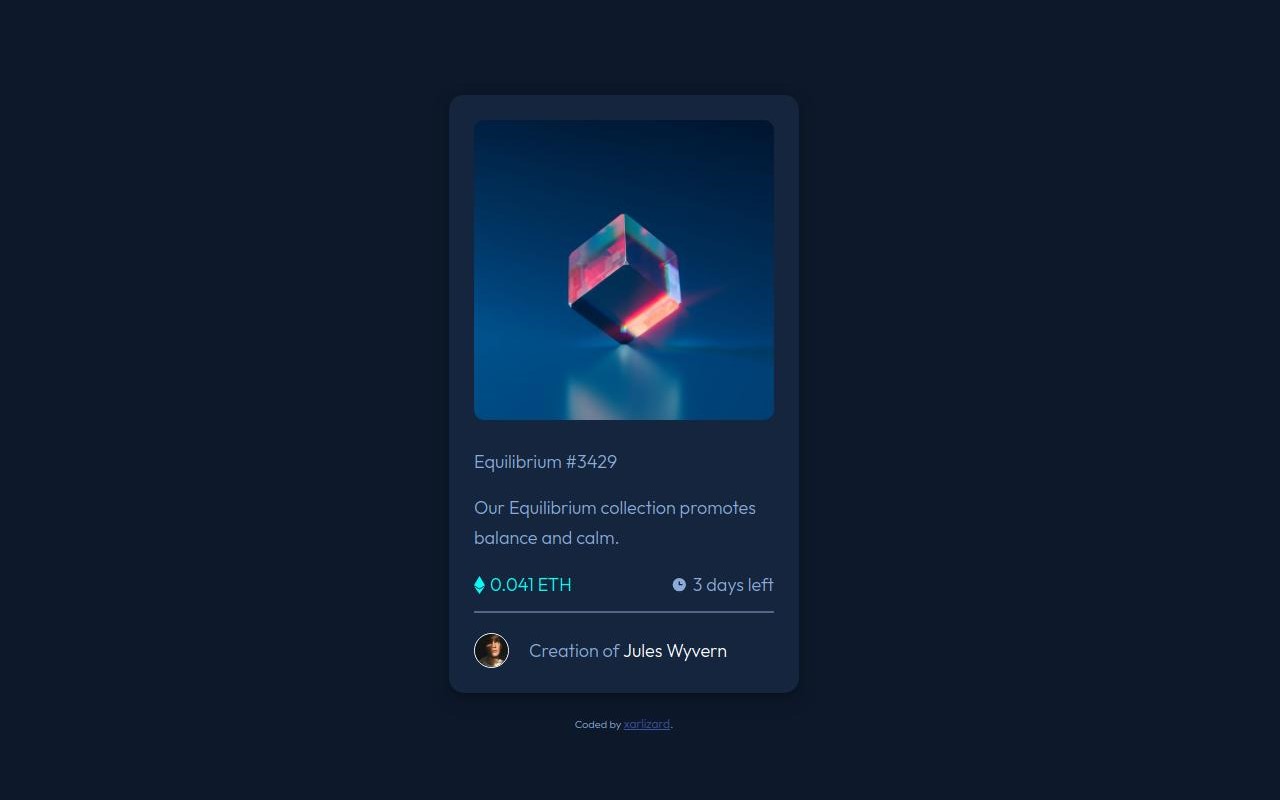 Equilibrium #3429
Our Equilibrium collection promotes
balance and calm.
0.041 ETH
3 days left
Creation of Jules Wyvern
Coded by xarlizard.